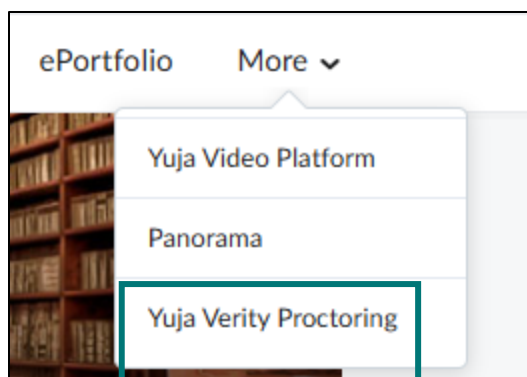 ePortfolio More
Yuja Video Platform
Panorama
Yuja Verity Proctoring